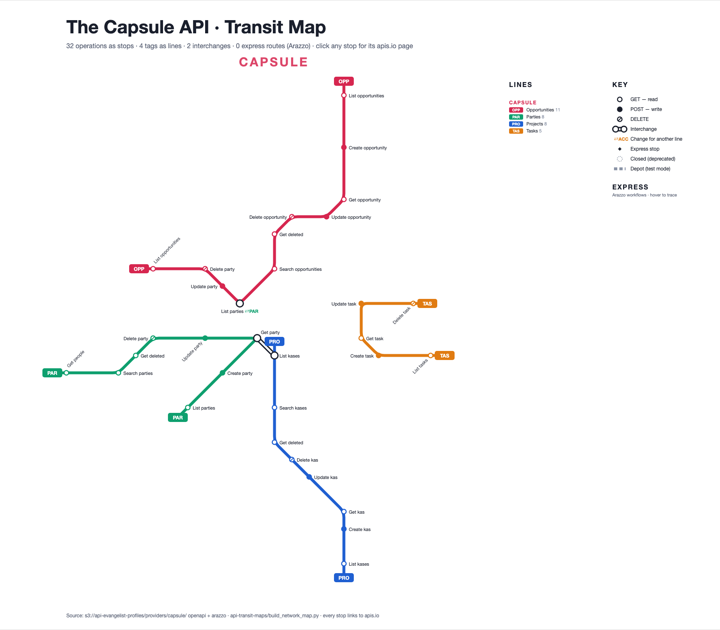 The Capsule API · Transit Map
32 operations as stops · 4 tags as lines · 2 interchanges · 0 express routes (Arazzo) · click any stop for its apis.io page
CAPSULE
OPP
List opportunities
Create opportunity
Get opportunity
Delete opportunity
Update opportunity
Get deleted
List opportunities
OPP
Delete party
Search opportunities
Update party
List parties ⇄PAR
LINES
CAPSULE
OPP Opportunities 11
PAR Parties 8
PRO Projects 8
TAS Tasks 5
KEY
GET — read
POST — write
DELETE
Interchange
⇄ACC Change for another line
Express stop
Closed (deprecated)
Depot (test mode)
EXPRESS
Arazzo workflows · hover to trace
Update task
TAS
Delete task
Get task
Create task
TAS
List tasks
Get party
PRO
Delete party
Update party
Get deleted
List kases
Get people
PAR
Search parties
Create party
List parties
PAR
Search kases
Get deleted
Delete kas
Update kas
Get kas
Create kas
List kases
PRO
Source: s3://api-evangelist-profiles/providers/capsule/ openapi + arazzo · api-transit-maps/build_network_map.py · every stop links to apis.io